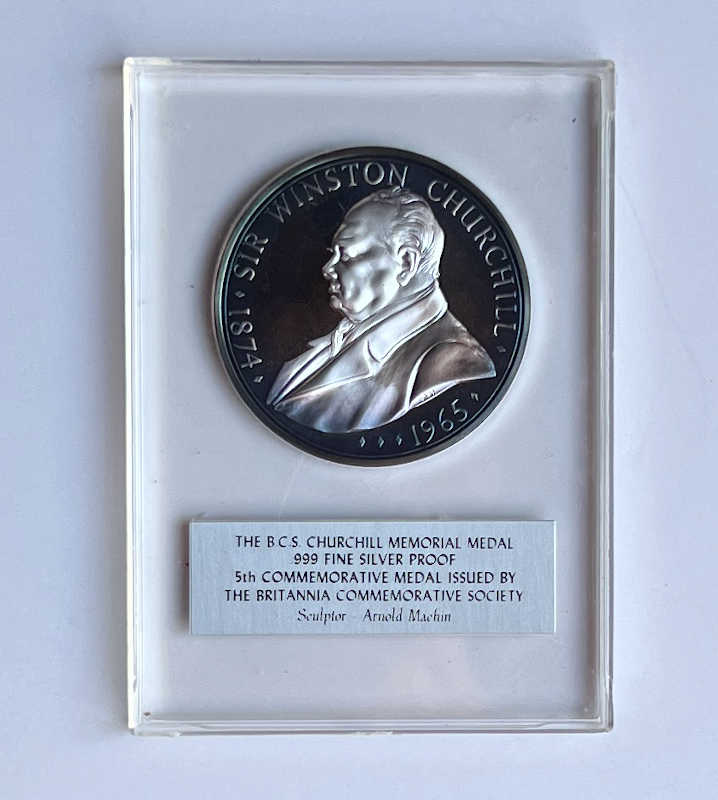 1874 · SIR WINSTON CHURCHILL · 1965
THE B.C.S. CHURCHILL MEMORIAL MEDAL
.999 FINE SILVER PROOF
5th COMMEMORATIVE MEDAL ISSUED BY
THE BRITANNIA COMMEMORATIVE SOCIETY
Sculptor - Arnold Machin